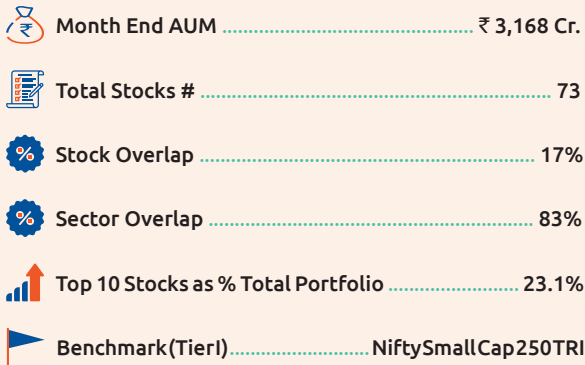 Month End AUM ₹ 3,168 Cr.
Total Stocks # 73
Stock Overlap 17%
Sector Overlap 83%
Top 10 Stocks as % Total Portfolio 23.1%
Benchmark(TierI) NiftySmallCap250TRI